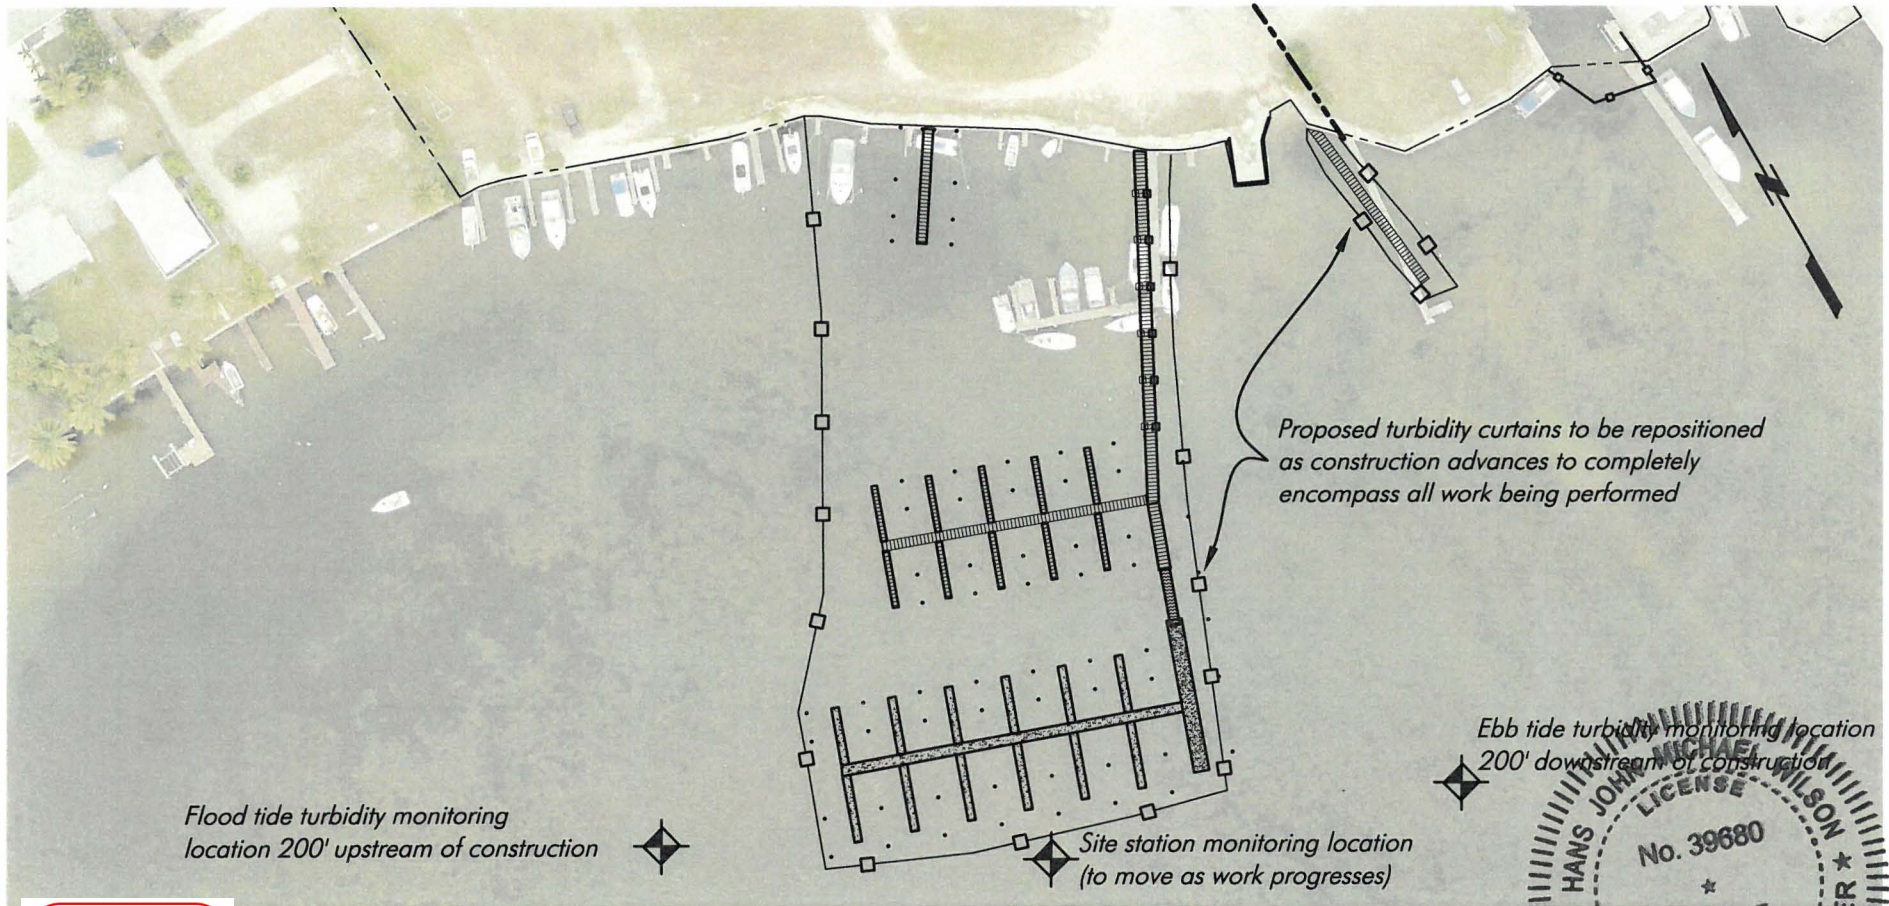 Proposed turbidity curtains to be repositioned
as construction advances to completely
encompass all work being performed
Ebb tide turbidity monitoring location
200' downstream of construction
Flood tide turbidity monitoring
location 200' upstream of construction
Site station monitoring location
(to move as work progresses)
HANS JOHN MICHAEL WILSON
LICENSE
No. 39680